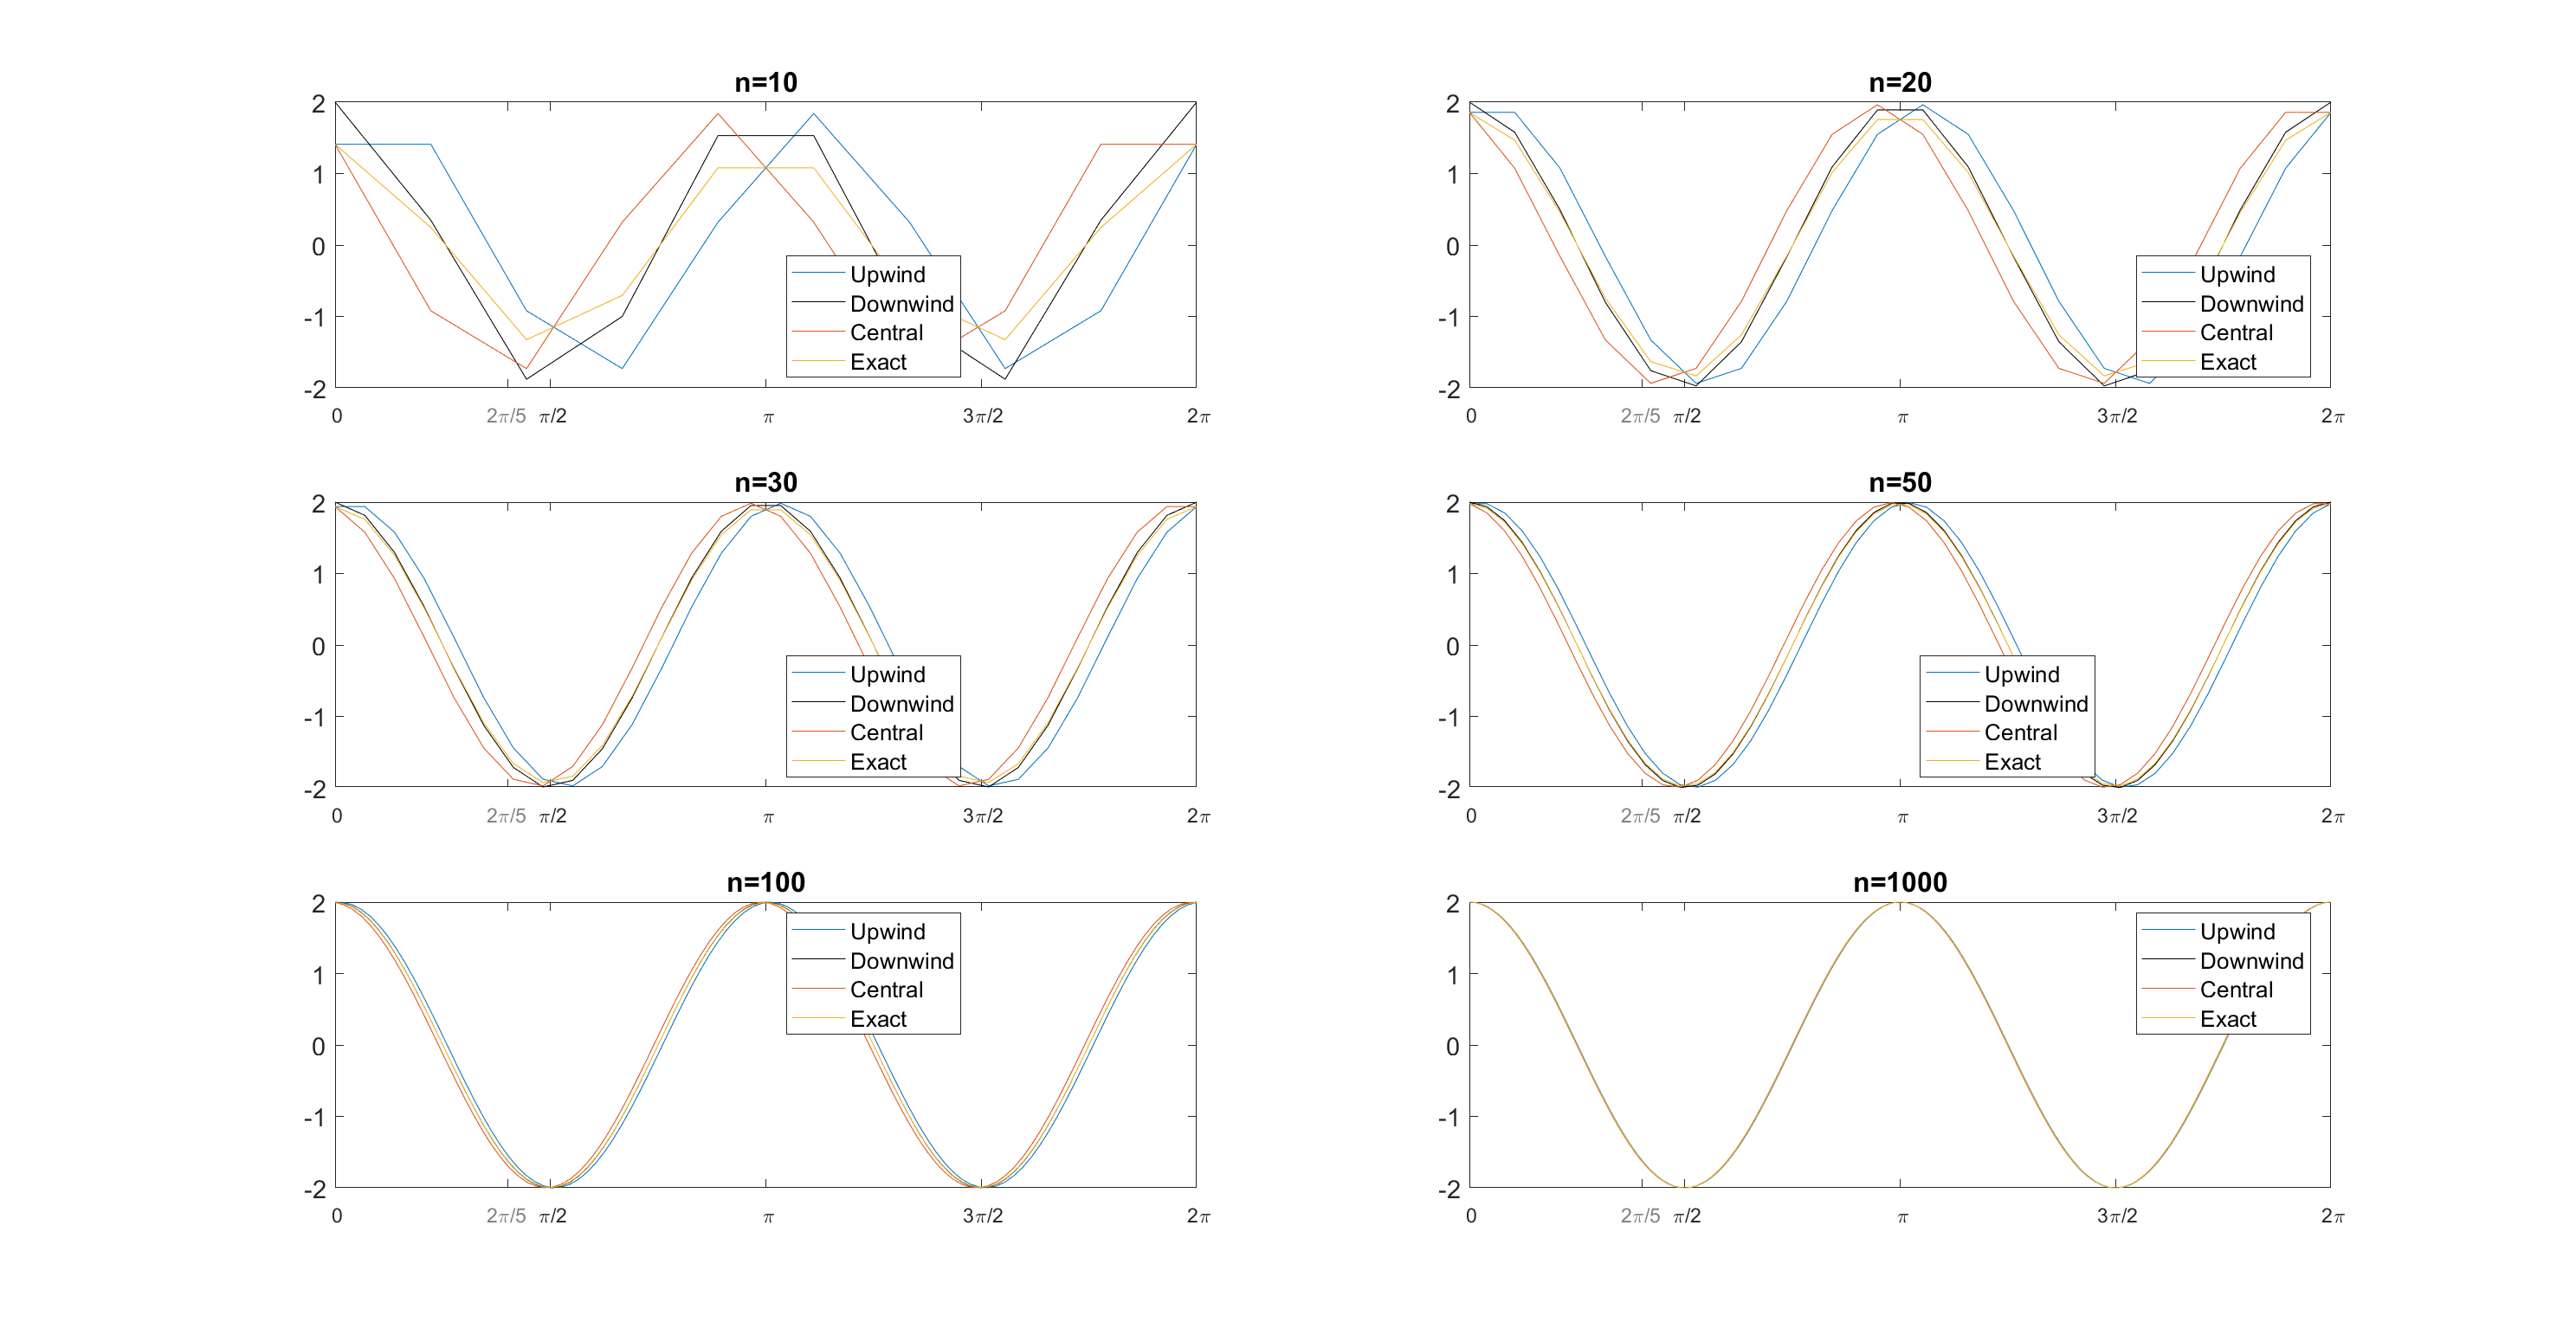 n=10
2
1
0
-1
-2
0 2π/5 π/2 π 3π/2 2π
Upwind
Downwind
Central
Exact
n=20
2
1
0
-1
-2
0 2π/5 π/2 π 3π/2 2π
Upwind
Downwind
Central
Exact
n=30
2
1
0
-1
-2
0 2π/5 π/2 π 3π/2 2π
Upwind
Downwind
Central
Exact
n=50
2
1
0
-1
-2
0 2π/5 π/2 π 3π/2 2π
Upwind
Downwind
Central
Exact
n=100
2
1
0
-1
-2
0 2π/5 π/2 π 3π/2 2π
Upwind
Downwind
Central
Exact
n=1000
2
1
0
-1
-2
0 2π/5 π/2 π 3π/2 2π
Upwind
Downwind
Central
Exact